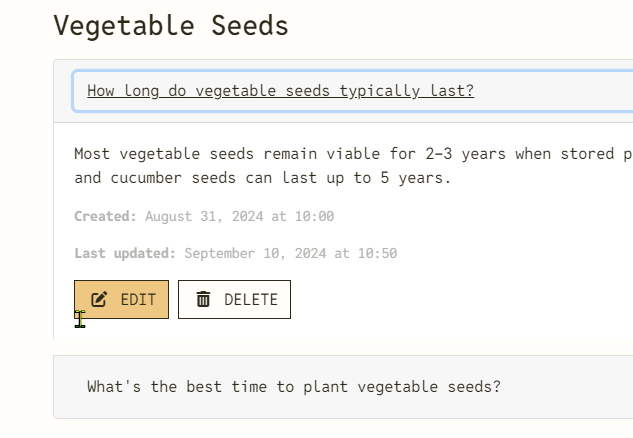 Vegetable Seeds
How long do vegetable seeds typically last?
Most vegetable seeds remain viable for 2–3 years when stored p
and cucumber seeds can last up to 5 years.
Created: August 31, 2024 at 10:00
Last updated: September 10, 2024 at 10:50
EDIT DELETE
What's the best time to plant vegetable seeds?